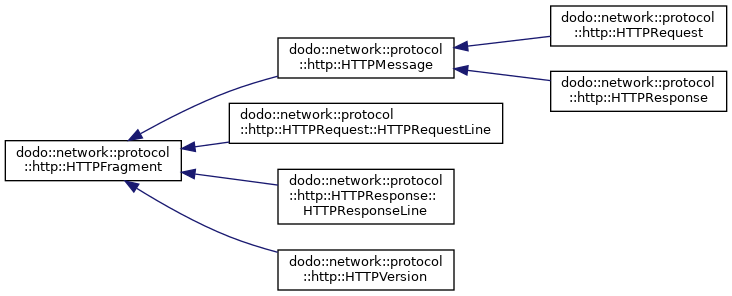 dodo::network::protocol
::http::HTTPFragment
dodo::network::protocol
::http::HTTPMessage
dodo::network::protocol
::http::HTTPRequest
dodo::network::protocol
::http::HTTPResponse
dodo::network::protocol
::http::HTTPRequest::HTTPRequestLine
dodo::network::protocol
::http::HTTPResponse::
HTTPResponseLine
dodo::network::protocol
::http::HTTPVersion